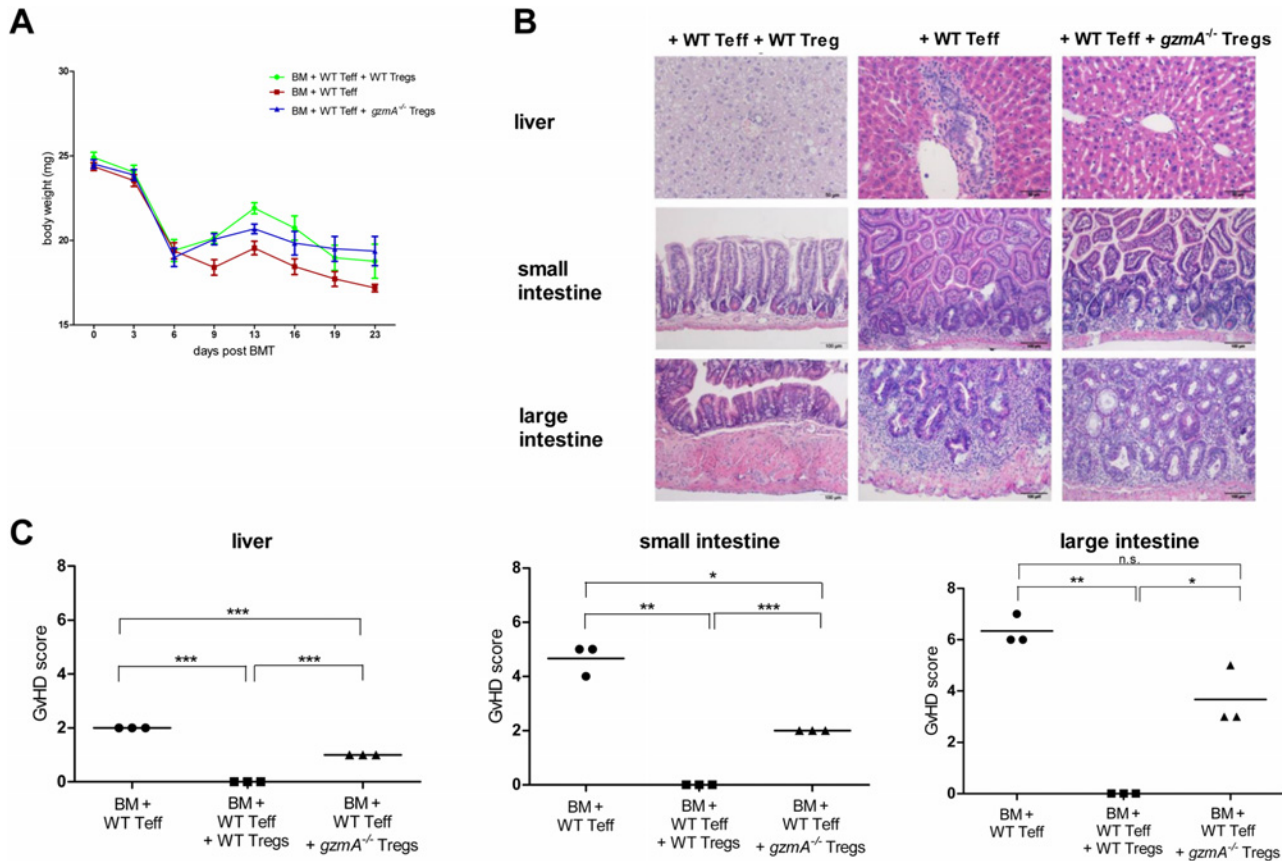 A
BM + WT Teff + WT Tregs
BM + WT Teff
BM + WT Teff + gzmA-/- Tregs
body weight (mg)
30
25
20
15
0 3 6 9 13 16 19 23
days post BMT
B
+ WT Teff + WT Treg
+ WT Teff
+ WT Teff + gzmA-/- Tregs
liver
small
intestine
large
intestine
100 µm
C
liver
GvHD score
8
6
4
2
0
***
***
***
BM +
WT Teff
BM +
WT Teff
+ WT Tregs
BM +
WT Teff
+ gzmA-/- Tregs
small intestine
GvHD score
8
6
4
2
0
*
**
***
BM +
WT Teff
BM +
WT Teff
+ WT Tregs
BM +
WT Teff
+ gzmA-/- Tregs
large intestine
GvHD score
8
6
4
2
0
n.s.
**
*
BM +
WT Teff
BM +
WT Teff
+ WT Tregs
BM +
WT Teff
+ gzmA-/- Tregs